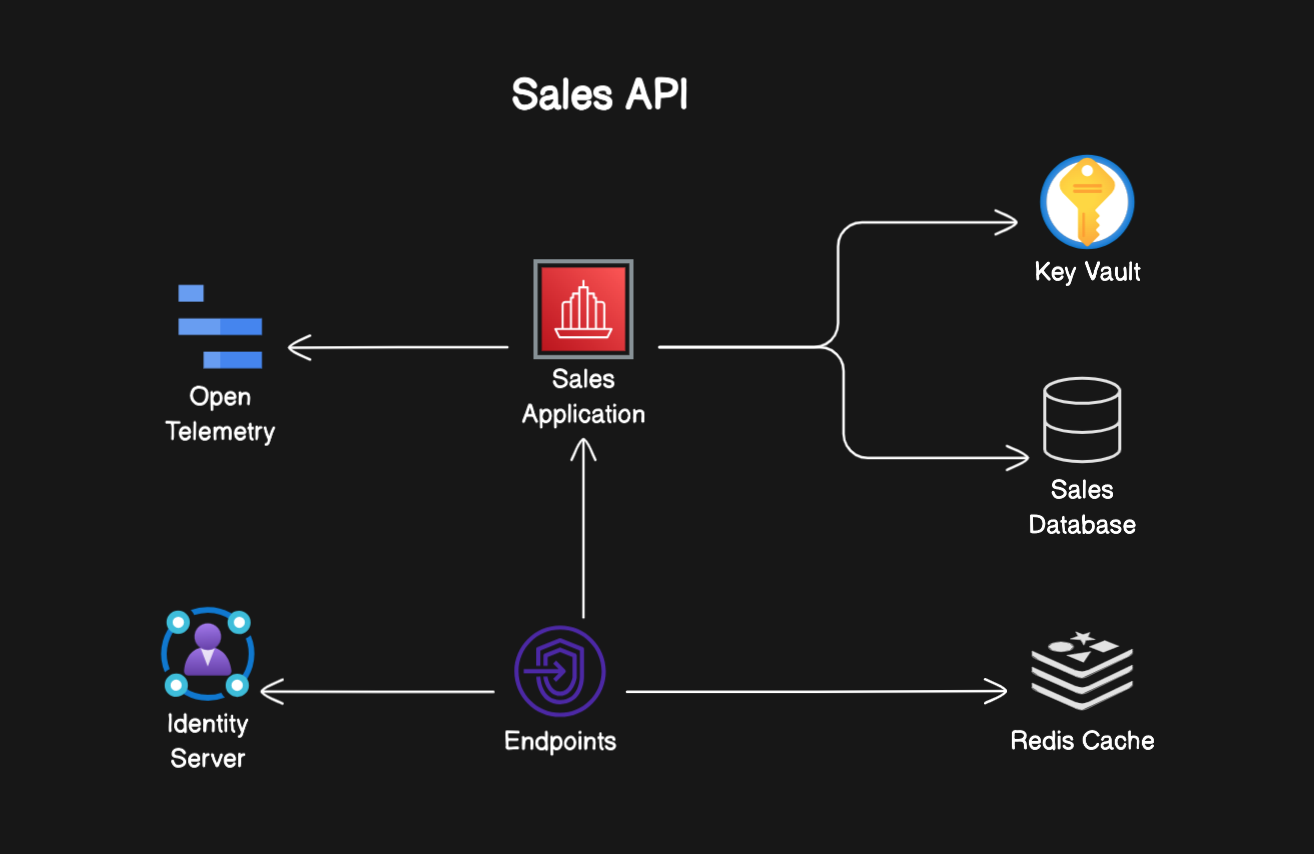 Sales API
Key Vault
Open
Telemetry
Sales
Application
Sales
Database
Identity
Server
Endpoints
Redis Cache